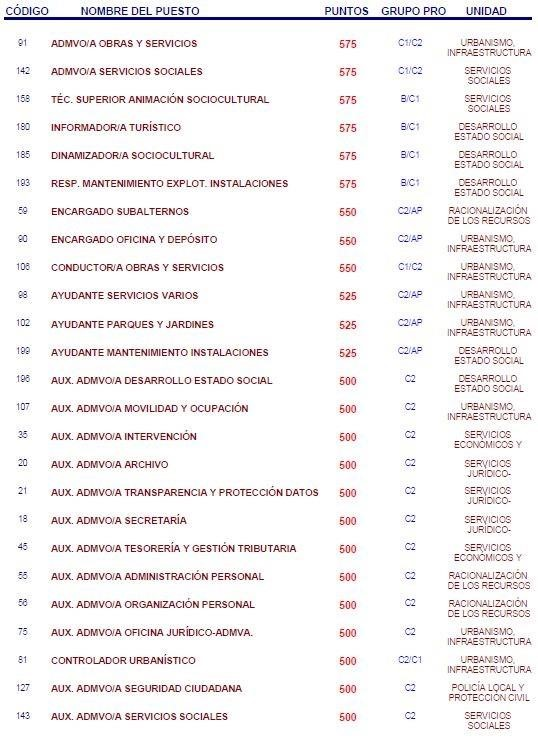 CÓDIGO NOMBRE DEL PUESTO PUNTOS GRUPO PRO UNIDAD
91 ADMVO/A OBRAS Y SERVICIOS 575 C1/C2 URBANISMO, INFRAESTRUCTURA
142 ADMVO/A SERVICIOS SOCIALES 575 C1/C2 SERVICIOS SOCIALES
158 TÉC. SUPERIOR ANIMACIÓN SOCIOCULTURAL 575 B/C1 SERVICIOS SOCIALES
180 INFORMADOR/A TURÍSTICO 575 B/C1 DESARROLLO ESTADO SOCIAL
185 DINAMIZADOR/A SOCIOCULTURAL 575 B/C1 DESARROLLO ESTADO SOCIAL
193 RESP. MANTENIMIENTO EXPLOT. INSTALACIONES 575 B/C1 DESARROLLO ESTADO SOCIAL
59 ENCARGADO SUBALTERNOS 550 C2/AP RACIONALIZACIÓN DE LOS RECURSOS
90 ENCARGADO OFICINA Y DEPÓSITO 550 C2/AP URBANISMO, INFRAESTRUCTURA
106 CONDUCTOR/A OBRAS Y SERVICIOS 550 C1/C2 URBANISMO, INFRAESTRUCTURA
98 AYUDANTE SERVICIOS VARIOS 525 C2/AP URBANISMO, INFRAESTRUCTURA
102 AYUDANTE PARQUES Y JARDINES 525 C2/AP URBANISMO, INFRAESTRUCTURA
199 AYUDANTE MANTENIMIENTO INSTALACIONES 525 C2/AP DESARROLLO ESTADO SOCIAL
196 AUX. ADMVO/A DESARROLLO ESTADO SOCIAL 500 C2 DESARROLLO ESTADO SOCIAL
107 AUX. ADMVO/A MOVILIDAD Y OCUPACIÓN 500 C2 URBANISMO, INFRAESTRUCTURA
35 AUX. ADMVO/A INTERVENCIÓN 500 C2 SERVICIOS ECONÓMICOS Y
20 AUX. ADMVO/A ARCHIVO 500 C2 SERVICIOS JURÍDICO-
21 AUX. ADMVO/A TRANSPARENCIA Y PROTECCIÓN DATOS 500 C2 SERVICIOS JURÍDICO-
18 AUX. ADMVO/A SECRETARÍA 500 C2 SERVICIOS JURÍDICO-
45 AUX. ADMVO/A TESORERÍA Y GESTIÓN TRIBUTARIA 500 C2 SERVICIOS ECONÓMICOS Y
55 AUX. ADMVO/A ADMINISTRACIÓN PERSONAL 500 C2 RACIONALIZACIÓN DE LOS RECURSOS
56 AUX. ADMVO/A ORGANIZACIÓN PERSONAL 500 C2 RACIONALIZACIÓN DE LOS RECURSOS
75 AUX. ADMVO/A OFICINA JURÍDICO-ADMVA. 500 C2 URBANISMO, INFRAESTRUCTURA
81 CONTROLADOR URBANÍSTICO 500 C2/C1 URBANISMO, INFRAESTRUCTURA
127 AUX. ADMVO/A SEGURIDAD CIUDADANA 500 C2 POLICÍA LOCAL Y PROTECCIÓN CIVIL
143 AUX. ADMVO/A SERVICIOS SOCIALES 500 C2 SERVICIOS SOCIALES